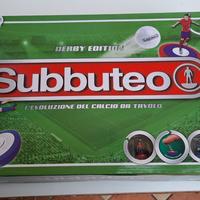 DERBY EDITION
Subbuteo
L'EVOLUZIONE DEL CALCIO DA TAVOLO